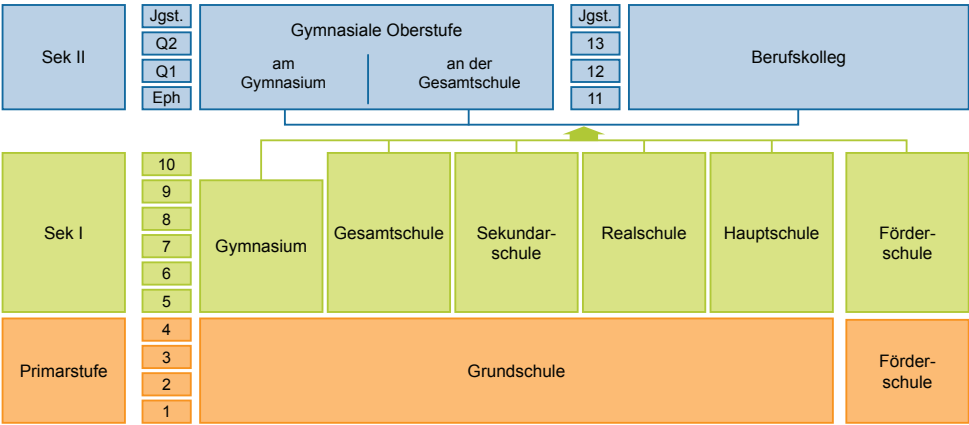 Sek II
Jgst.
Q2
Q1
Eph
Gymnasiale Oberstufe
am
Gymnasium
an der
Gesamtschule
Jgst.
13
12
11
Berufskolleg
Sek I
10
9
8
7
6
5
Gymnasium
Gesamtschule
Sekundar-
schule
Realschule
Hauptschule
Förder-
schule
Primarstufe
4
3
2
1
Grundschule
Förder-
schule